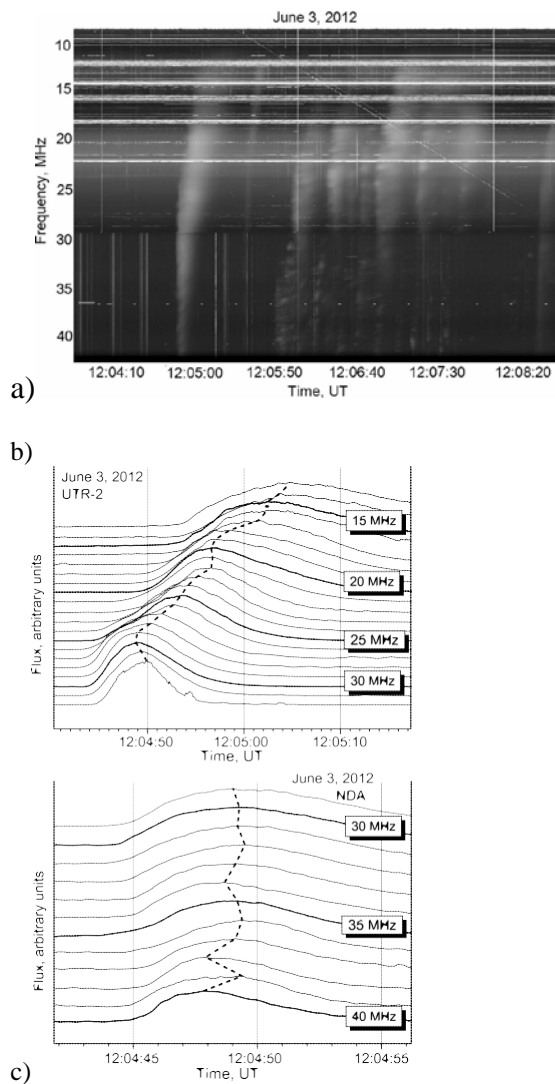 June 3, 2012
10
15
20
25
30
35
40
Frequency, MHz
12:04:10 12:05:00 12:05:50 12:06:40 12:07:30 12:08:20
Time, UT
a)
b)
June 3, 2012
UTR-2
15 MHz
20 MHz
25 MHz
30 MHz
Flux, arbitrary units
12:04:50 12:05:00 12:05:10
Time, UT
June 3, 2012
NDA
30 MHz
35 MHz
40 MHz
Flux, arbitrary units
12:04:45 12:04:50 12:04:55
Time, UT
c)